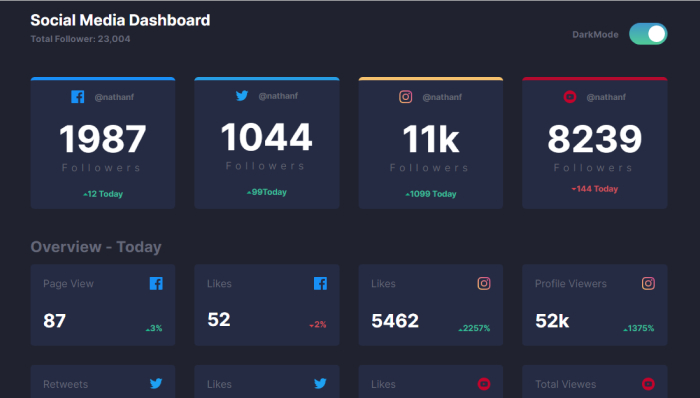 Social Media Dashboard
Total Follower: 23,004
DarkMode
@nathanf
1987
Followers
12 Today
@nathanf
1044
Followers
99Today
@nathanf
11k
Followers
1099 Today
@nathanf
8239
Followers
144 Today
Overview - Today
Page View
87
3%
Likes
52
2%
Likes
5462
2257%
Profile Viewers
52k
1375%
Retweets
Likes
Likes
Total Viewes